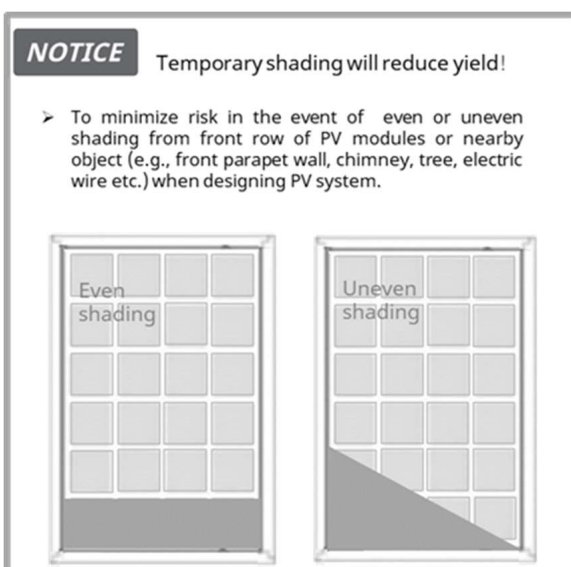 NOTICE Temporary shading will reduce yield!
➢ To minimize risk in the event of even or uneven
shading from front row of PV modules or nearby
object (e.g., front parapet wall, chimney, tree, electric
wire etc.) when designing PV system.
Even
shading
Uneven
shading